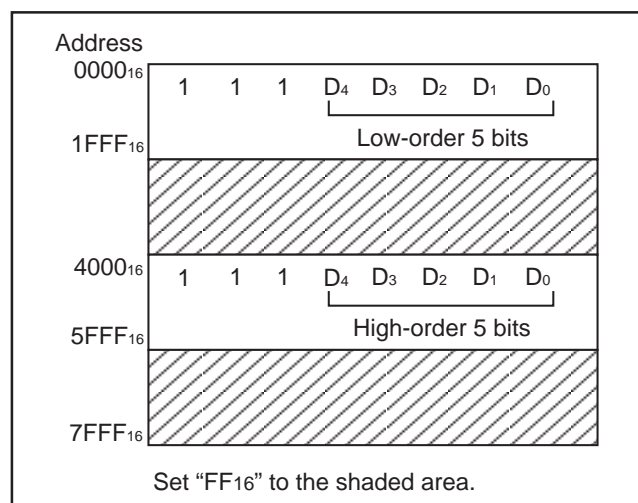 Address
0000₁₆
1 1 1 D₄ D₃ D₂ D₁ D₀
Low-order 5 bits
1FFF₁₆
4000₁₆
1 1 1 D₄ D₃ D₂ D₁ D₀
High-order 5 bits
5FFF₁₆
7FFF₁₆
Set “FF₁₆” to the shaded area.